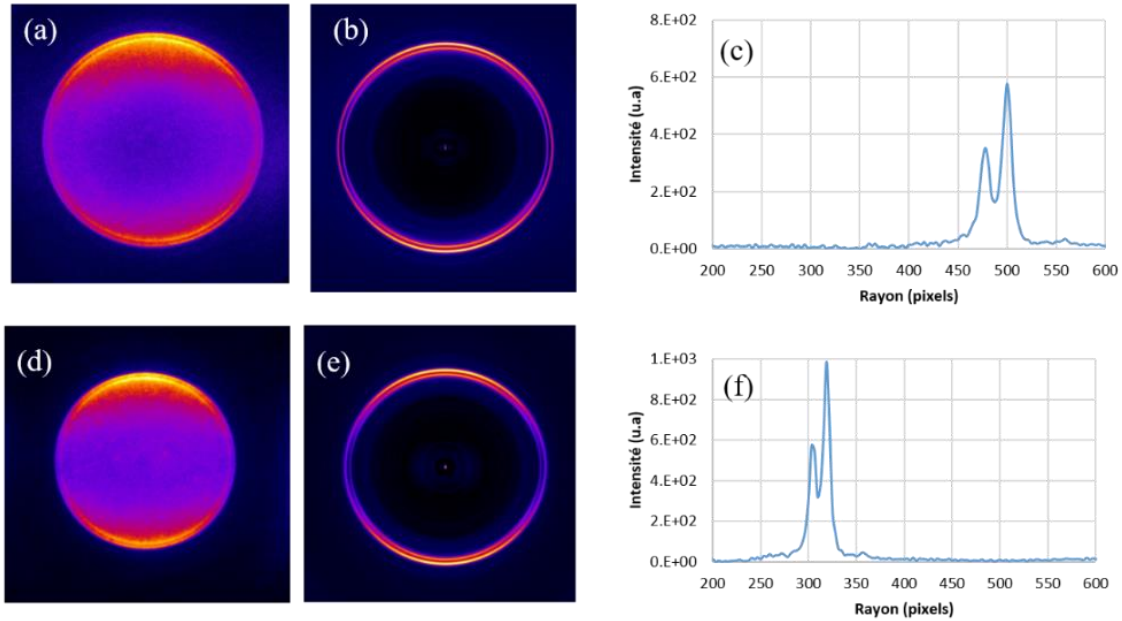 (a)
(b)
(c)
8.E+02
6.E+02
4.E+02
2.E+02
0.E+00
Intensité (u.a)
200 250 300 350 400 450 500 550 600
Rayon (pixels)
(d)
(e)
(f)
1.E+03
8.E+02
6.E+02
4.E+02
2.E+02
0.E+00
Intensité (u.a)
200 250 300 350 400 450 500 550 600
Rayon (pixels)